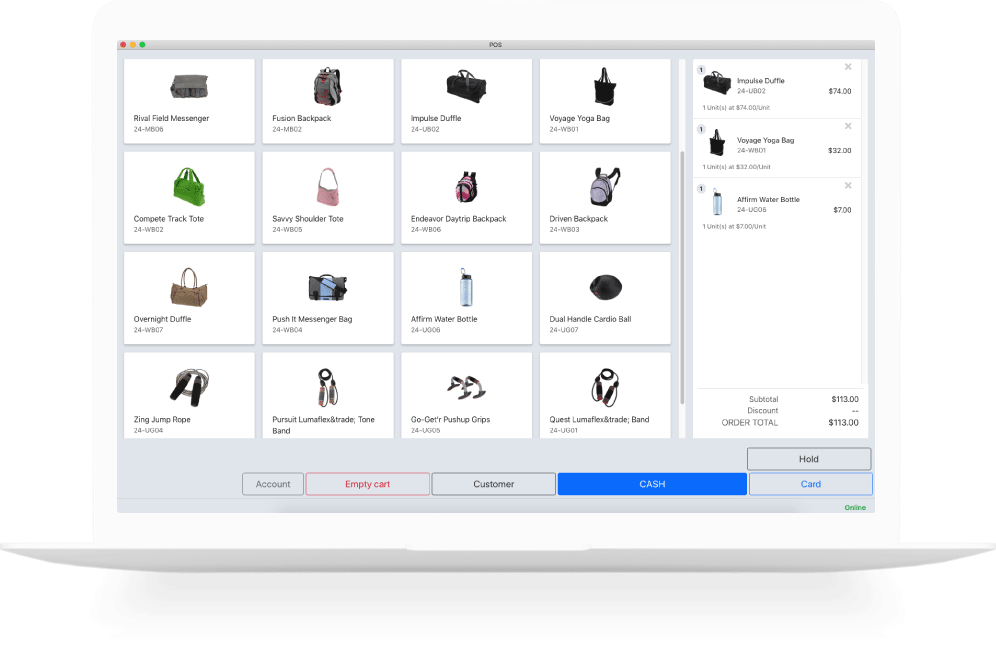 POS
Rival Field Messenger
24-MB06
Fusion Backpack
24-MB02
Impulse Duffle
24-UB02
Voyage Yoga Bag
24-WB01
Compete Track Tote
24-WB02
Savvy Shoulder Tote
24-WB05
Endeavor Daytrip Backpack
24-WB06
Driven Backpack
24-WB03
Overnight Duffle
24-WB07
Push It Messenger Bag
24-WB04
Affirm Water Bottle
24-UG06
Dual Handle Cardio Ball
24-UG07
Zing Jump Rope
24-UG04
Pursuit Lumaflex&trade; Tone
Band
Go-Get'r Pushup Grips
24-UG05
Quest Lumaflex&trade; Band
24-UG01
1
Impulse Duffle
24-UB02
$74.00
1 Unit(s) at $74.00/Unit
1
Voyage Yoga Bag
24-WB01
$32.00
1 Unit(s) at $32.00/Unit
1
Affirm Water Bottle
24-UG06
$7.00
1 Unit(s) at $7.00/Unit
Subtotal $113.00
Discount --
ORDER TOTAL $113.00
Hold
Account
Empty cart
Customer
CASH
Card
Online